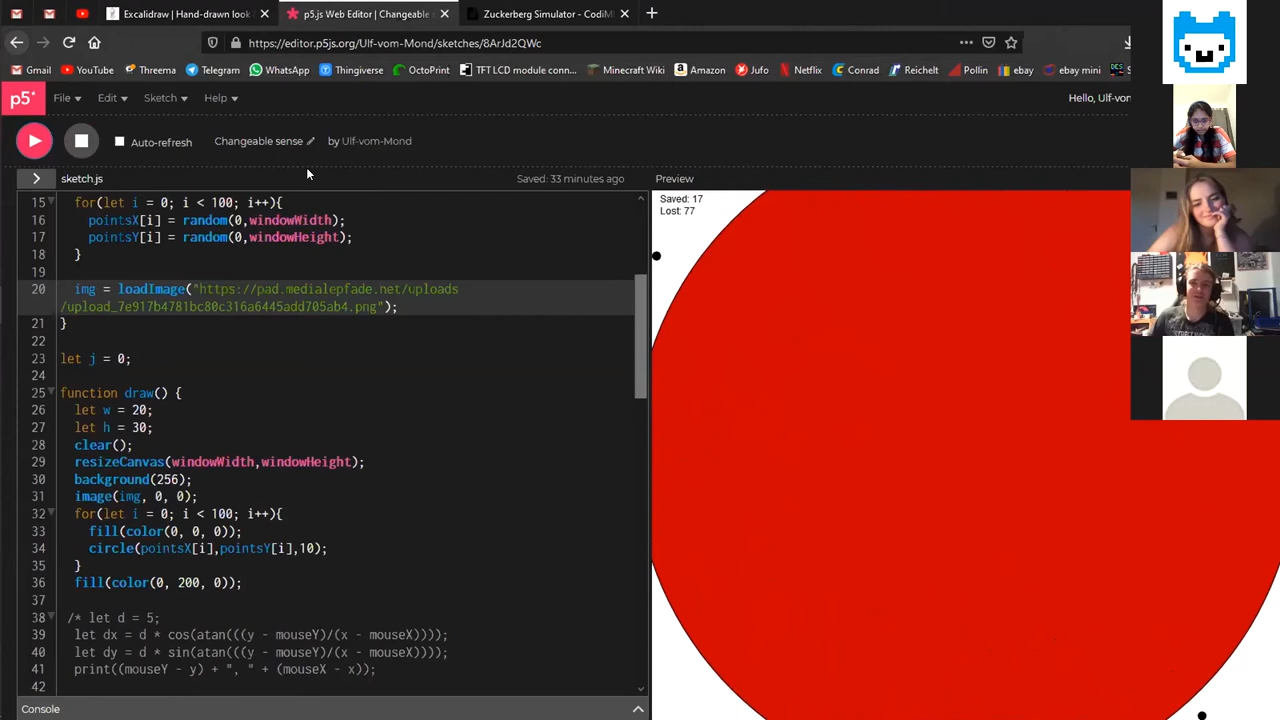 Excalidraw | Hand-drawn look
p5.js Web Editor | Changeable
Zuckerberg Simulator - CodiM
https://editor.p5js.org/Ulf-vom-Mond/sketches/8ArJd2QWc
Gmail YouTube Threema Telegram WhatsApp Thingiverse OctoPrint TFT LCD module conn... Minecraft Wiki Amazon Jufo Netflix Conrad Reichelt Pollin ebay ebay mini
p5* File Edit Sketch Help Hello, Ulf-von
Auto-refresh Changeable sense by Ulf-vom-Mond
sketch.js Saved: 33 minutes ago Preview
Saved: 17
Lost: 77
15 for(let i = 0; i < 100; i++){
16 pointsX[i] = random(0,windowWidth);
17 pointsY[i] = random(0,windowHeight);
18 }
19
20 img = loadImage("https://pad.medialepfade.net/uploads
/upload_7e917b4781bc80c316a6445add705ab4.png");
21 }
22
23 let j = 0;
24
25 function draw() {
26 let w = 20;
27 let h = 30;
28 clear();
29 resizeCanvas(windowWidth,windowHeight);
30 background(256);
31 image(img, 0, 0);
32 for(let i = 0; i < 100; i++){
33 fill(color(0, 0, 0));
34 circle(pointsX[i],pointsY[i],10);
35 }
36 fill(color(0, 200, 0));
37
38 /* let d = 5;
39 let dx = d * cos(atan(((y - mouseY)/(x - mouseX))));
40 let dy = d * sin(atan(((y - mouseY)/(x - mouseX))));
41 print((mouseY - y) + ", " + (mouseX - x));
42
Console